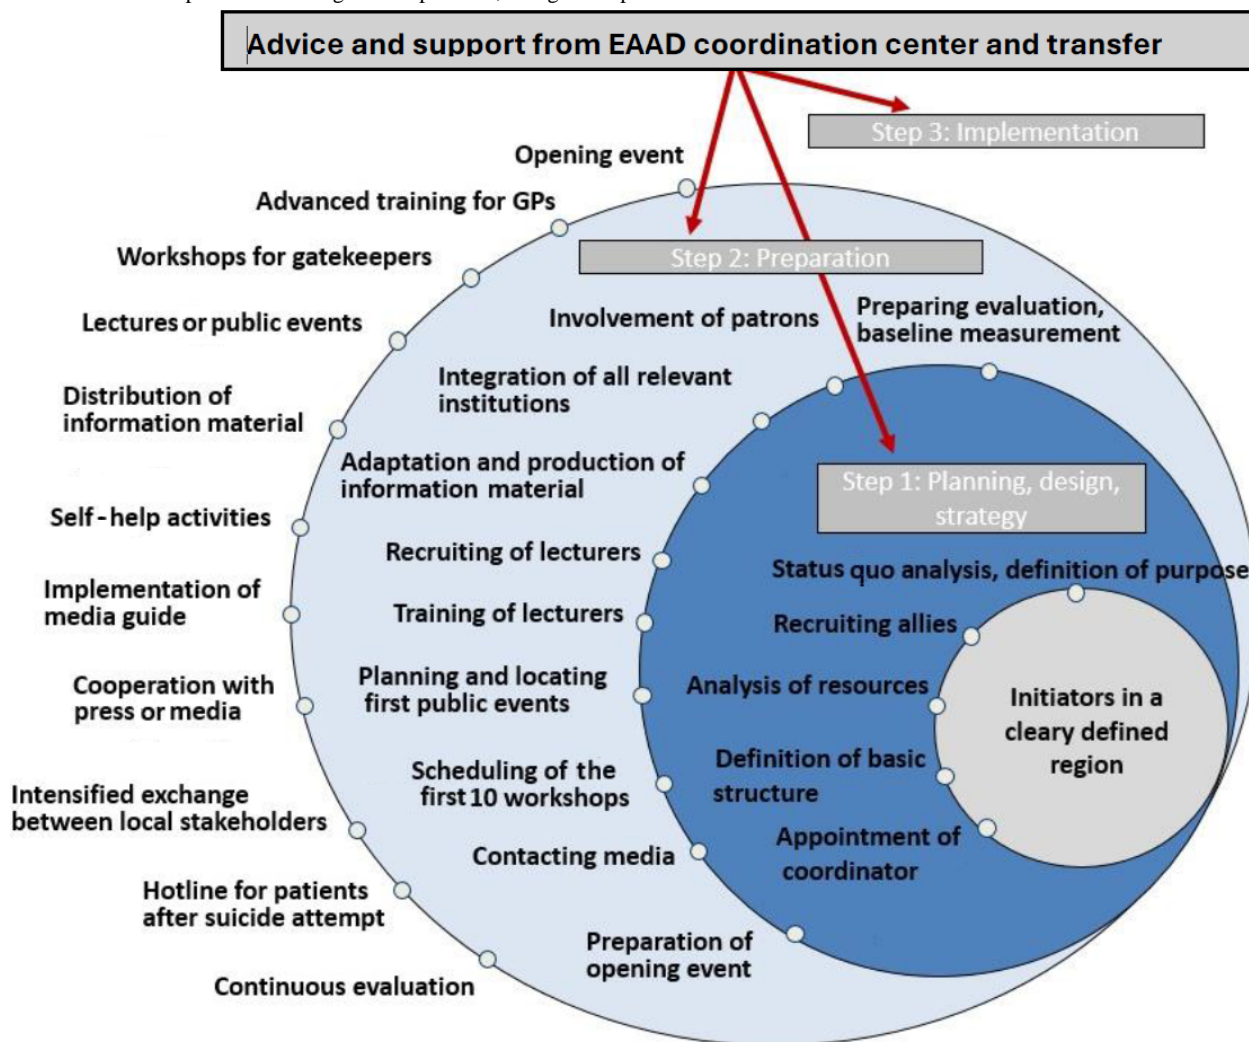 Advice and support from EAAD coordination center and transfer
Step 3: Implementation
Opening event
Advanced training for GPs
Workshops for gatekeepers
Lectures or public events
Distribution of
information material
Self-help activities
Implementation of
media guide
Cooperation with
press or media
Intensified exchange
between local stakeholders
Hotline for patients
after suicide attempt
Continuous evaluation
Step 2: Preparation
Preparing evaluation,
baseline measurement
Involvement of patrons
Integration of all relevant
institutions
Adaptation and production of
information material
Recruiting of lecturers
Training of lecturers
Planning and locating
first public events
Scheduling of the
first 10 workshops
Contacting media
Preparation of
opening event
Step 1: Planning, design,
strategy
Status quo analysis, definition of purpose
Recruiting allies
Analysis of resources
Definition of basic
structure
Appointment of
coordinator
Initiators in a
cleary defined
region